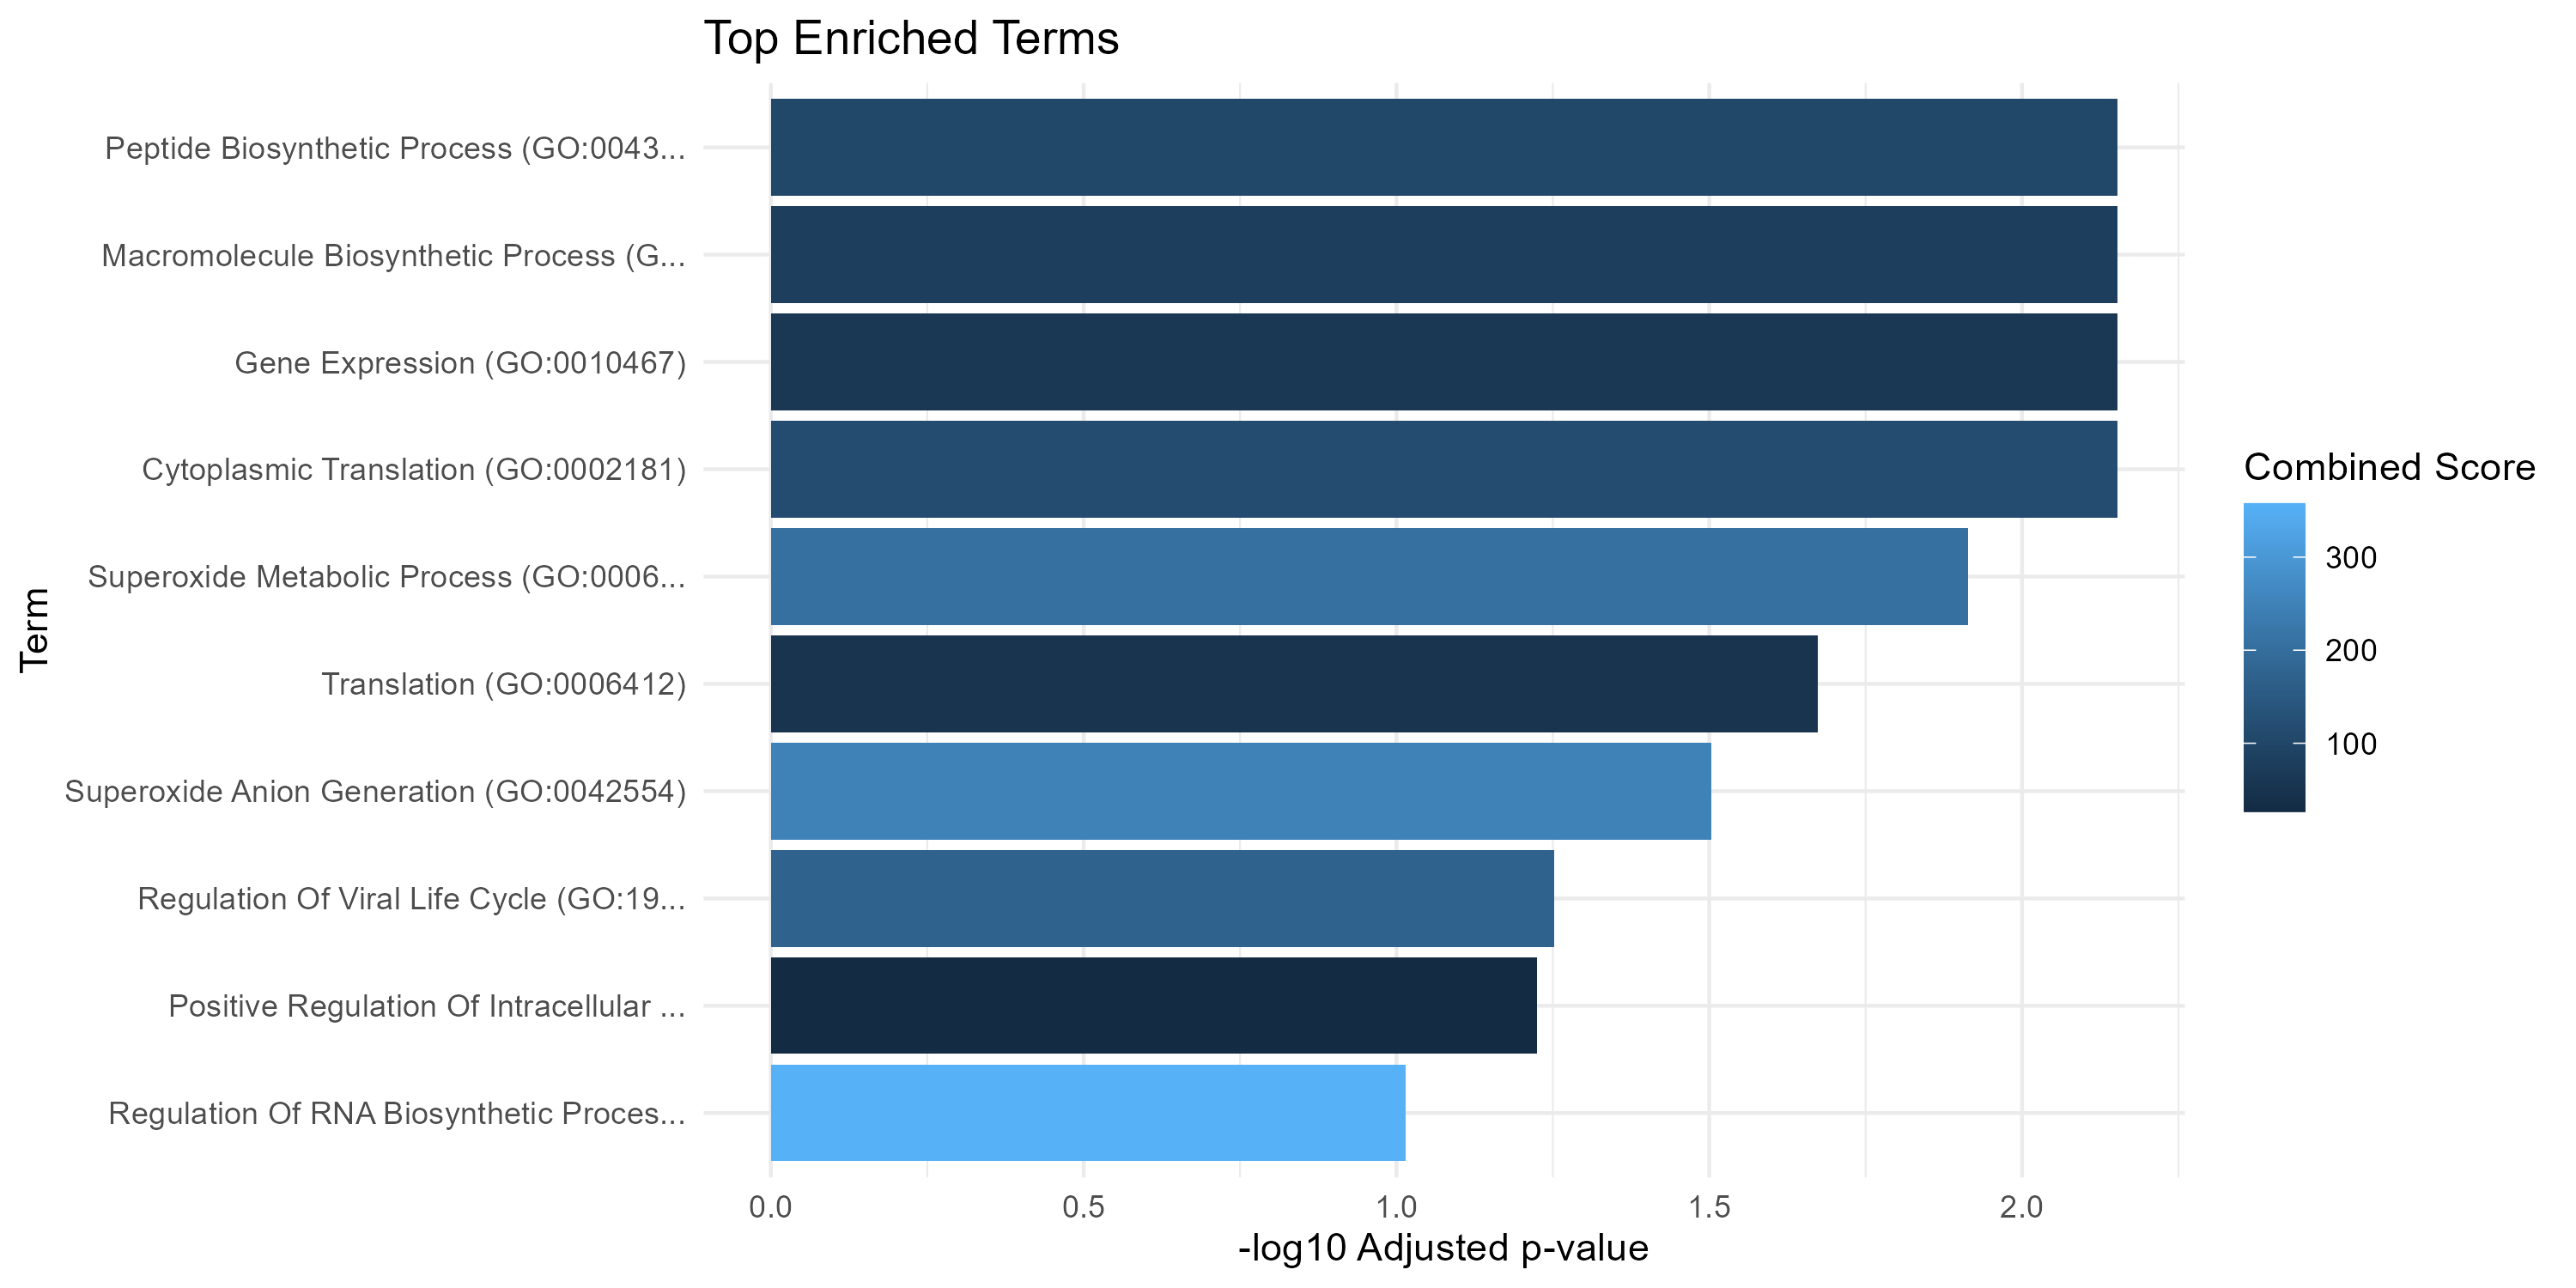 Top Enriched Terms
Term
Peptide Biosynthetic Process (GO:0043...
Macromolecule Biosynthetic Process (G...
Gene Expression (GO:0010467)
Cytoplasmic Translation (GO:0002181)
Superoxide Metabolic Process (GO:0006...
Translation (GO:0006412)
Superoxide Anion Generation (GO:0042554)
Regulation Of Viral Life Cycle (GO:19...
Positive Regulation Of Intracellular ...
Regulation Of RNA Biosynthetic Proces...
0.0 0.5 1.0 1.5 2.0
-log10 Adjusted p-value
Combined Score
300
200
100